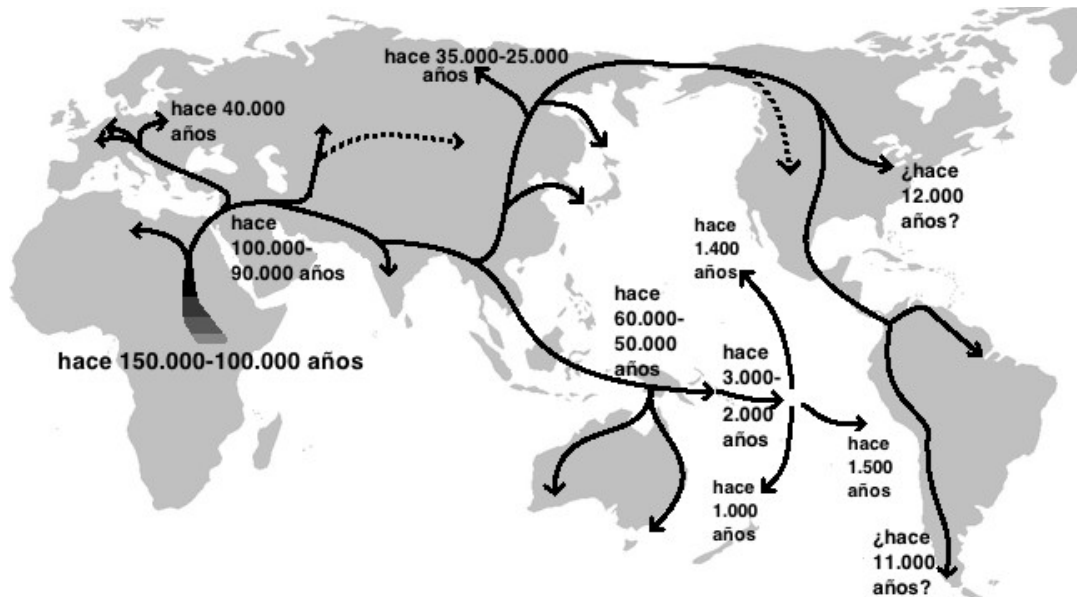 hace 35.000-25.000
años
hace 40.000
años
¿hace
12.000
años?
hace
100.000-
90.000 años
hace
1.400
años
hace
60.000-
50.000
años
hace 150.000-100.000 años
hace
3.000-
2.000
años
hace
1.500
años
hace
1.000
años
¿hace
11.000
años?